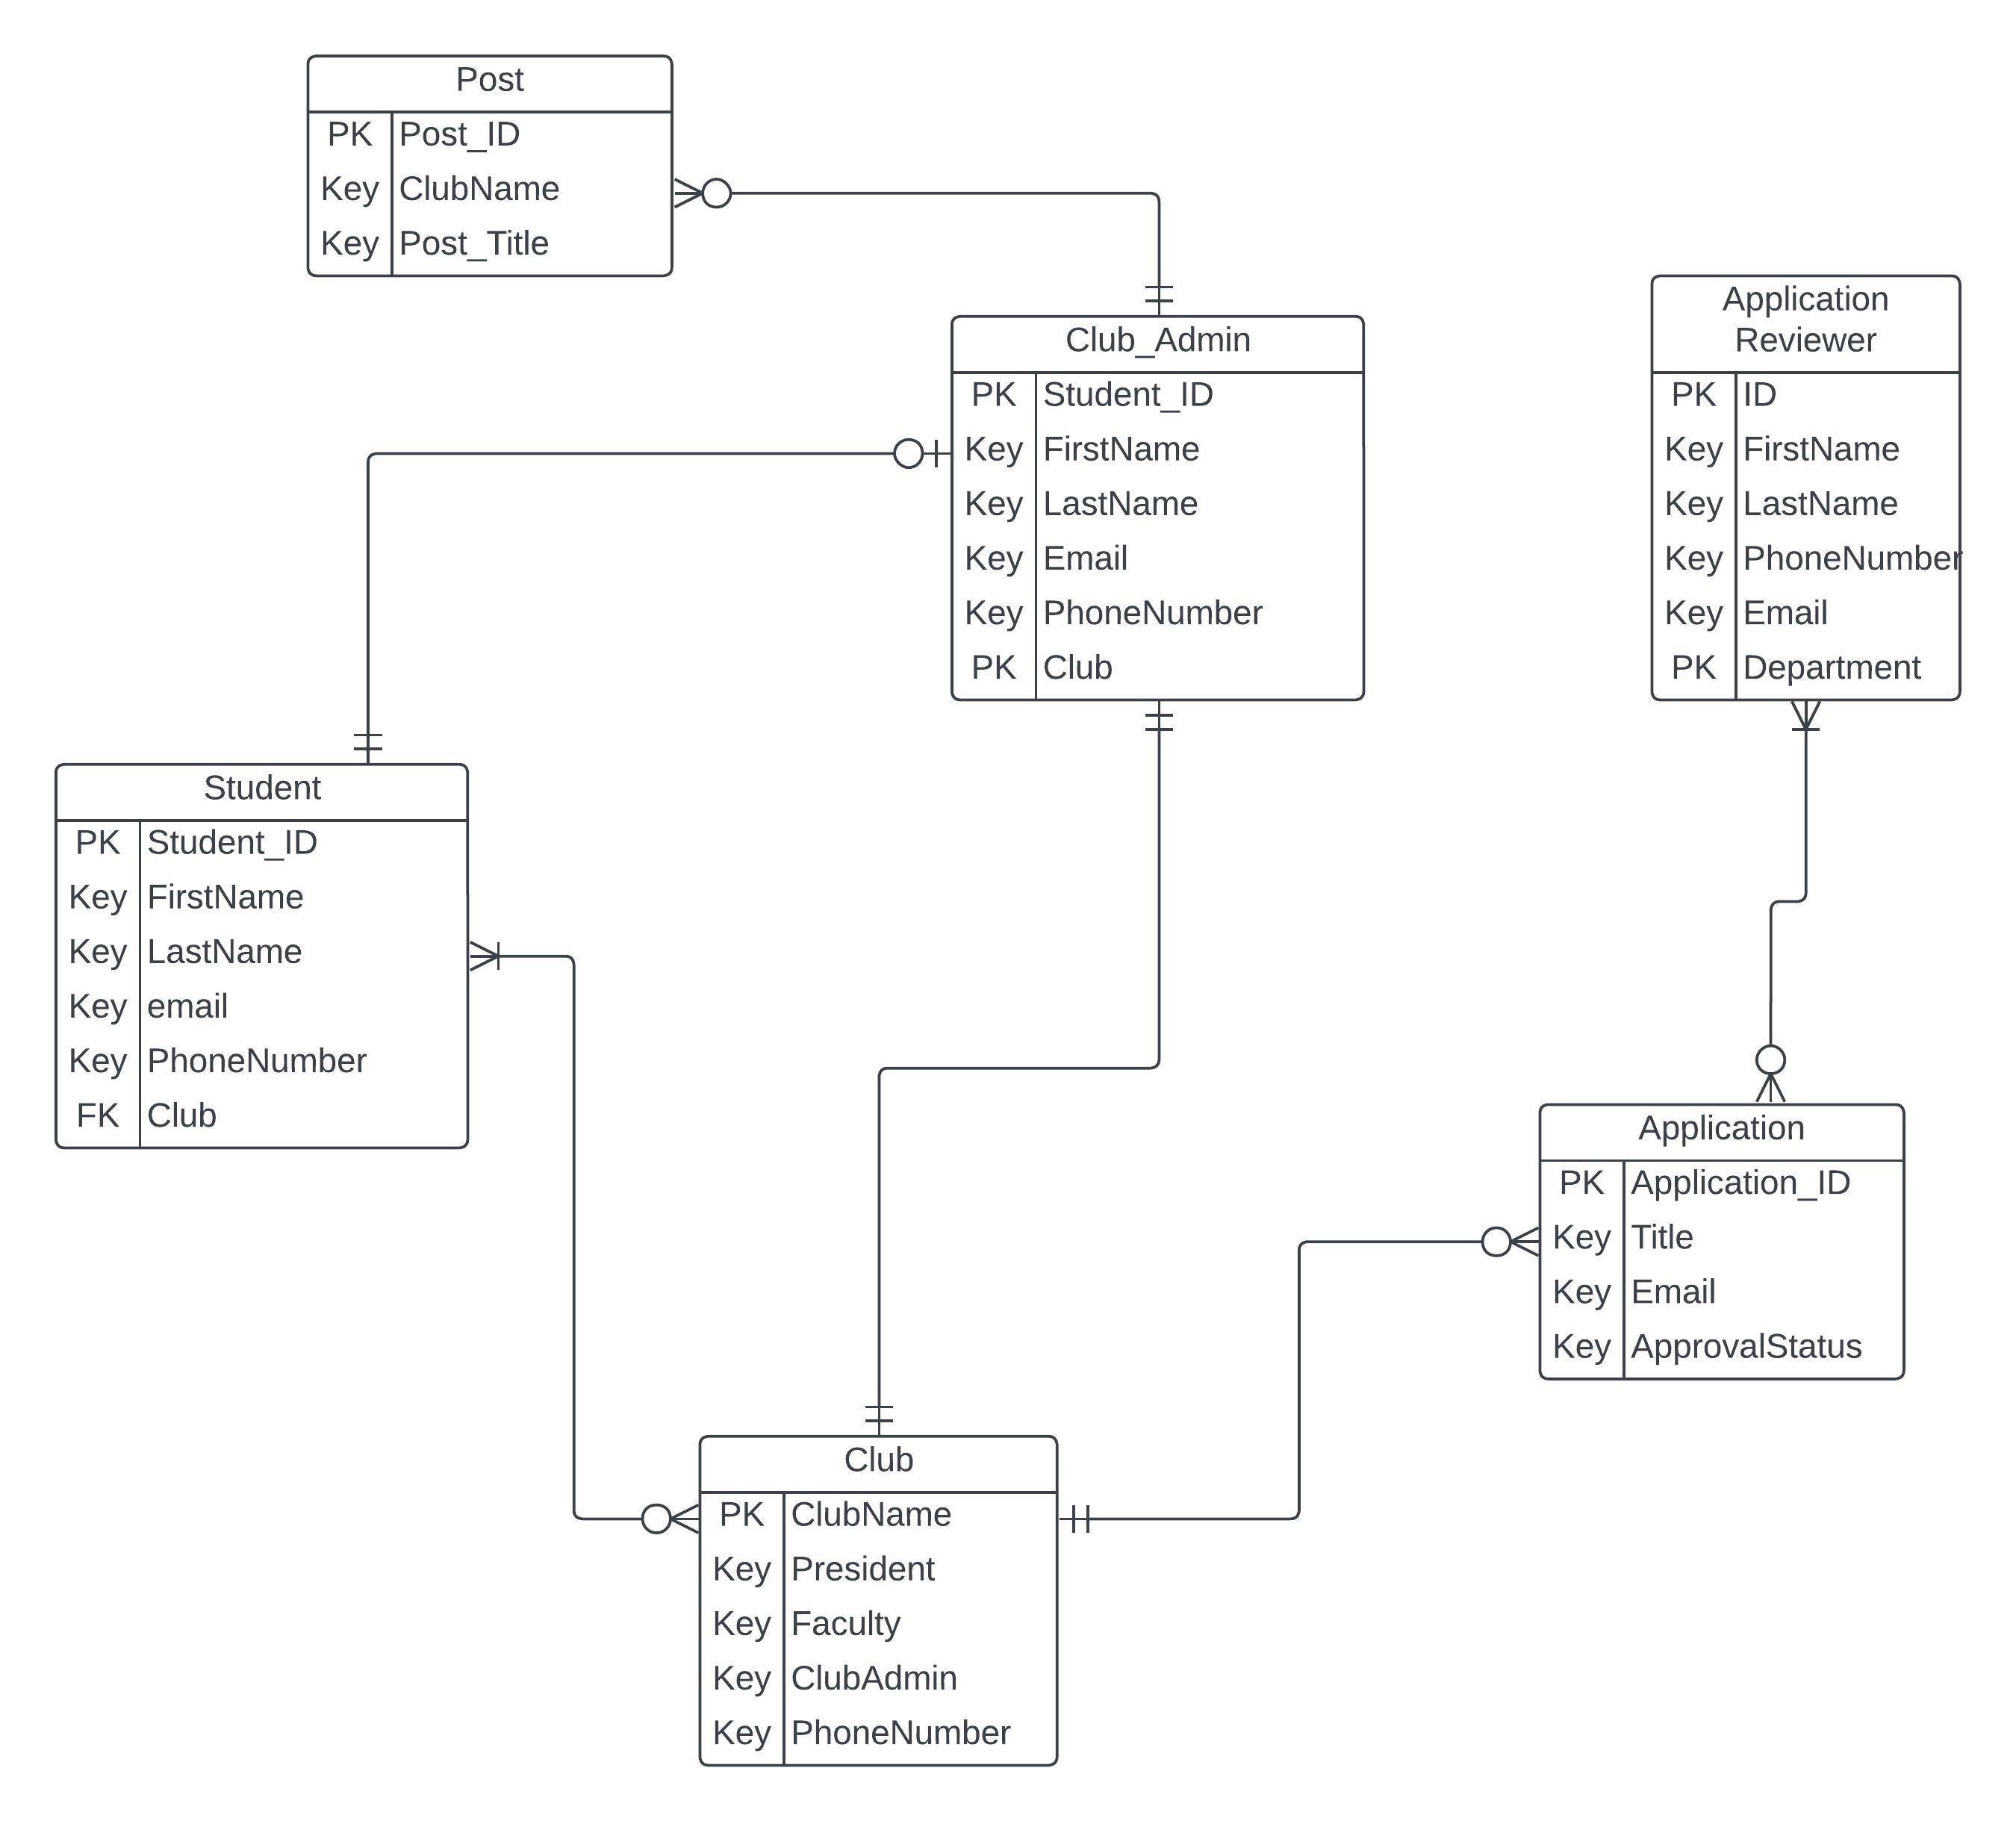 Post
PK Post_ID
Key ClubName
Key Post_Title
Club_Admin
PK Student_ID
Key FirstName
Key LastName
Key Email
Key PhoneNumber
PK Club
Application
Reviewer
PK ID
Key FirstName
Key LastName
Key PhoneNumber
Key Email
PK Department
Student
PK Student_ID
Key FirstName
Key LastName
Key email
Key PhoneNumber
FK Club
Application
PK Application_ID
Key Title
Key Email
Key ApprovalStatus
Club
PK ClubName
Key President
Key Faculty
Key ClubAdmin
Key PhoneNumber